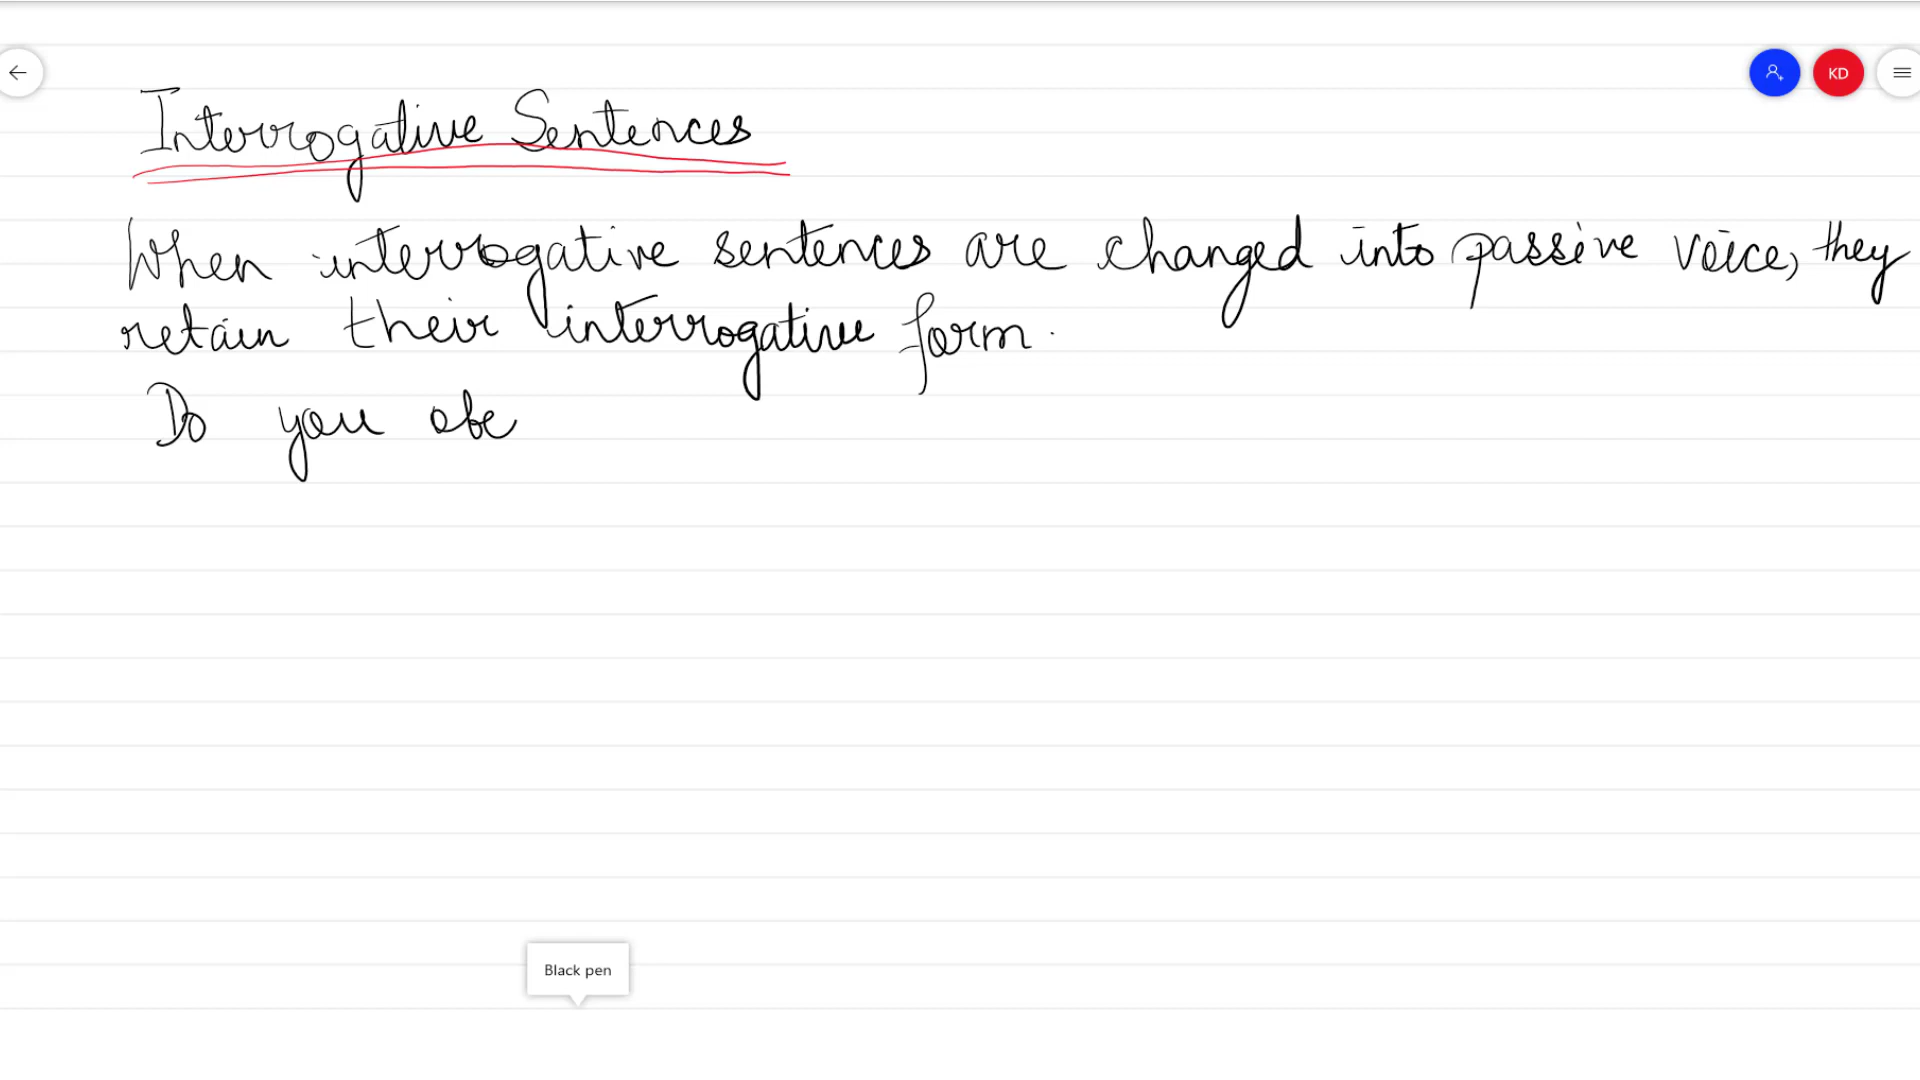 KD
Interrogative Sentences
When interrogative sentences are changed into passive voice, they
retain their interrogative form.
Do you obe
Black pen